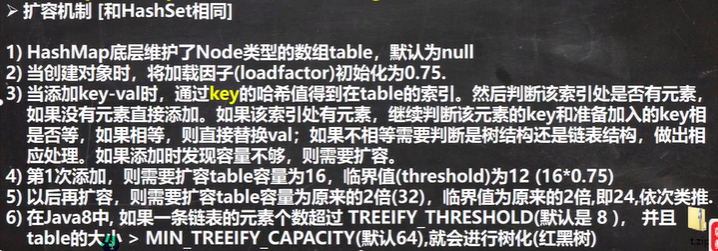 ➢ 扩容机制 [和HashSet相同]
1) HashMap底层维护了Node类型的数组table，默认为null
2) 当创建对象时，将加载因子(loadfactor)初始化为0.75.
3) 当添加key-val时，通过key的哈希值得到在table的索引。然后判断该索引处是否有元素，
如果没有元素直接添加。如果该索引处有元素，继续判断该元素的key和准备加入的key相
是否等，如果相等，则直接替换val；如果不相等需要判断是树结构还是链表结构，做出相
应处理。如果添加时发现容量不够，则需要扩容。
4) 第1次添加，则需要扩容table容量为16，临界值(threshold)为12 (16*0.75)
5) 以后再扩容，则需要扩容table容量为原来的2倍(32)，临界值为原来的2倍,即24,依次类推.
6) 在Java8中, 如果一条链表的元素个数超过 TREEIFY_THRESHOLD(默认是 8 )，并且
table的大小 > MIN_TREEIFY_CAPACITY(默认64),就会进行树化(红黑树)